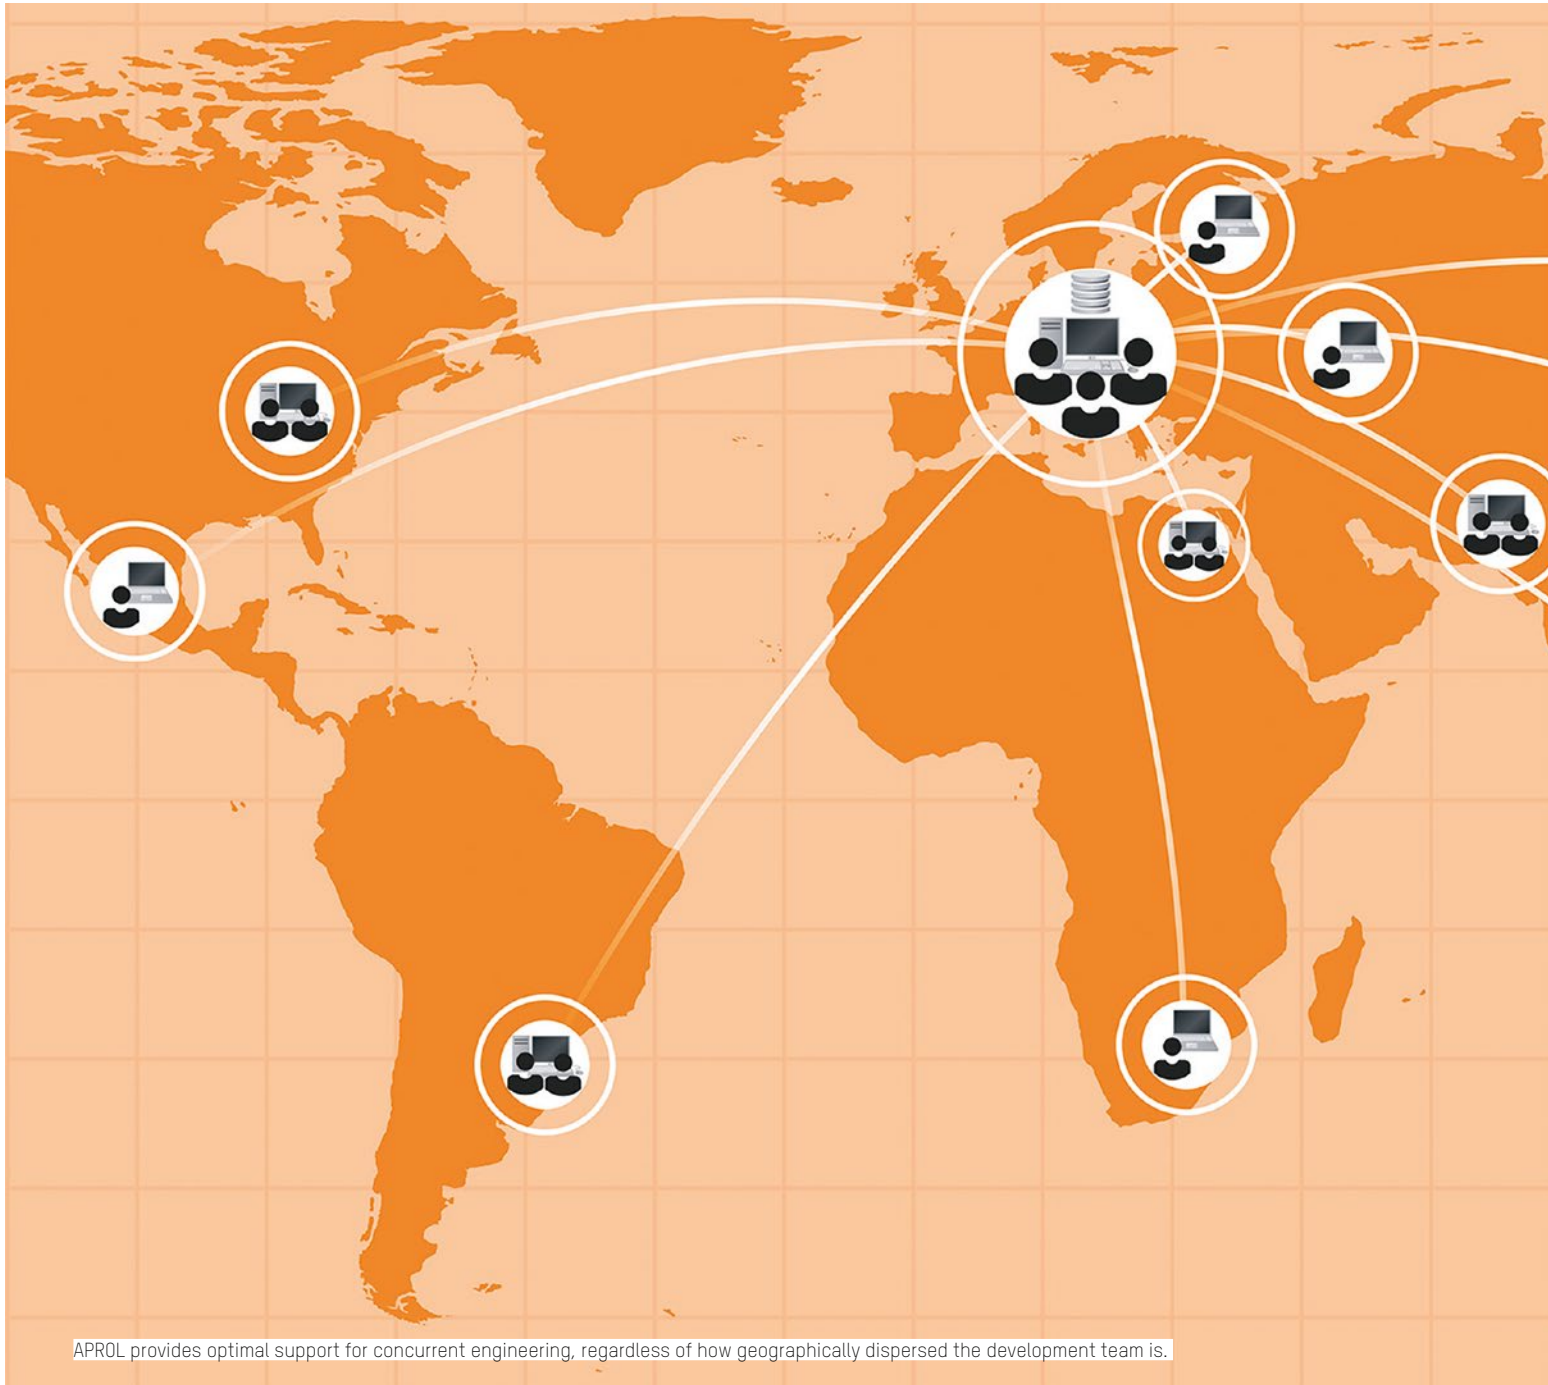 APROL provides optimal support for concurrent engineering, regardless of how geographically dispersed the development team is.